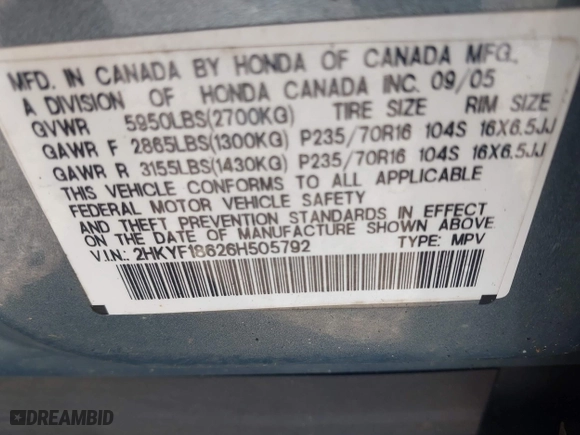 MFD. IN CANADA BY HONDA OF CANADA MFG.,
A DIVISION OF HONDA CANADA INC. 09/05
GVWR 5950LBS(2700KG) TIRE SIZE RIM SIZE
GAWR F 2865LBS(1300KG) P235/70R16 104S 16X6.5JJ
GAWR R 3155LBS(1430KG) P235/70R16 104S 16X6.5JJ
THIS VEHICLE CONFORMS TO ALL APPLICABLE
FEDERAL MOTOR VEHICLE SAFETY
AND THEFT PREVENTION STANDARDS IN EFFECT
ON THE DATE OF MANUFACTURE SHOWN ABOVE.
V.I.N.: 2HKYF18626H505792 TYPE: MPV
DREAMBID